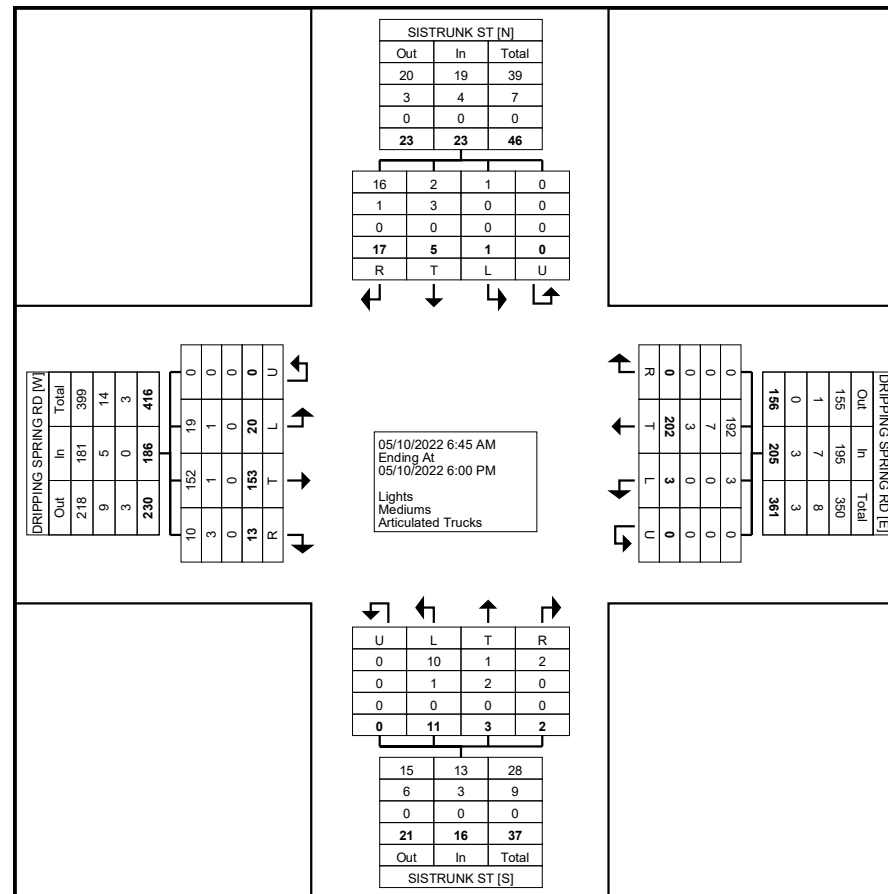 SISTRUNK ST [N]
Out In Total
20 19 39
3 4 7
0 0 0
23 23 46
16 2 1 0
1 3 0 0
0 0 0 0
17 5 1 0
R T L U
DRIPPING SPRING RD [W]
Total In Out
399 181 218
14 5 9
3 0 3
416 186 230
0 19 152 10
0 1 1 3
0 0 0 0
0 20 153 13
U L T R
05/10/2022 6:45 AM
Ending At
05/10/2022 6:00 PM
Lights
Mediums
Articulated Trucks
R T L U
0 202 3 0
0 3 0 0
0 7 0 0
0 192 3 0
156 205 361
0 3 3
1 7 8
155 195 350
Out In Total
DRIPPING SPRING RD [E]
U L T R
0 10 1 2
0 1 2 0
0 0 0 0
0 11 3 2
15 13 28
6 3 9
0 0 0
21 16 37
Out In Total
SISTRUNK ST [S]